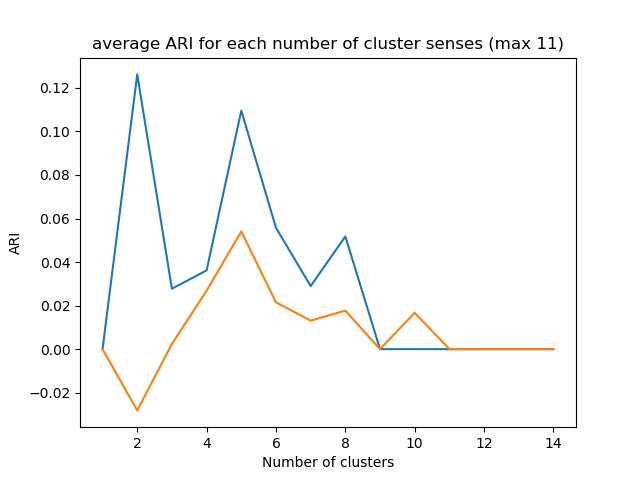 average ARI for each number of cluster senses (max 11)
0.12
0.10
0.08
0.06
0.04
0.02
0.00
−0.02
ARI
2 4 6 8 10 12 14
Number of clusters